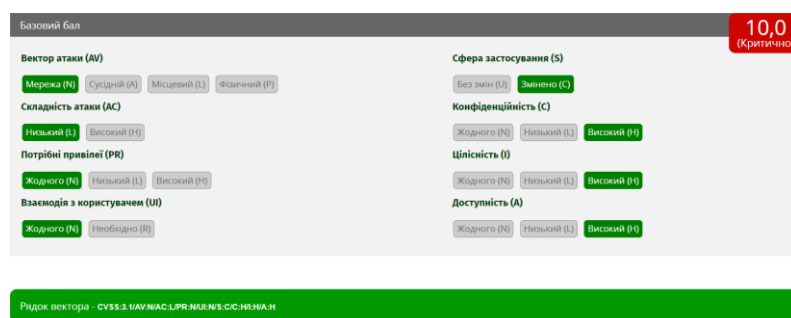 Базовий бал
10,0
(Критично
Вектор атаки (AV)
Мережа (N) Сусідній (A) Місцевий (L) Фізичний (P)
Складність атаки (AC)
Низький (L) Високий (H)
Потрібні привілеї (PR)
Жодного (N) Низький (L) Високий (H)
Взаємодія з користувачем (UI)
Жодного (N) Необхідно (R)
Сфера застосування (S)
Без змін (U) Змінено (C)
Конфіденційність (C)
Жодного (N) Низький (L) Високий (H)
Цілісність (I)
Жодного (N) Низький (L) Високий (H)
Доступність (A)
Жодного (N) Низький (L) Високий (H)
Рядок вектора - CVSS:3.1/AV:N/AC:L/PR:N/UI:N/S:C/C:H/I:H/A:H